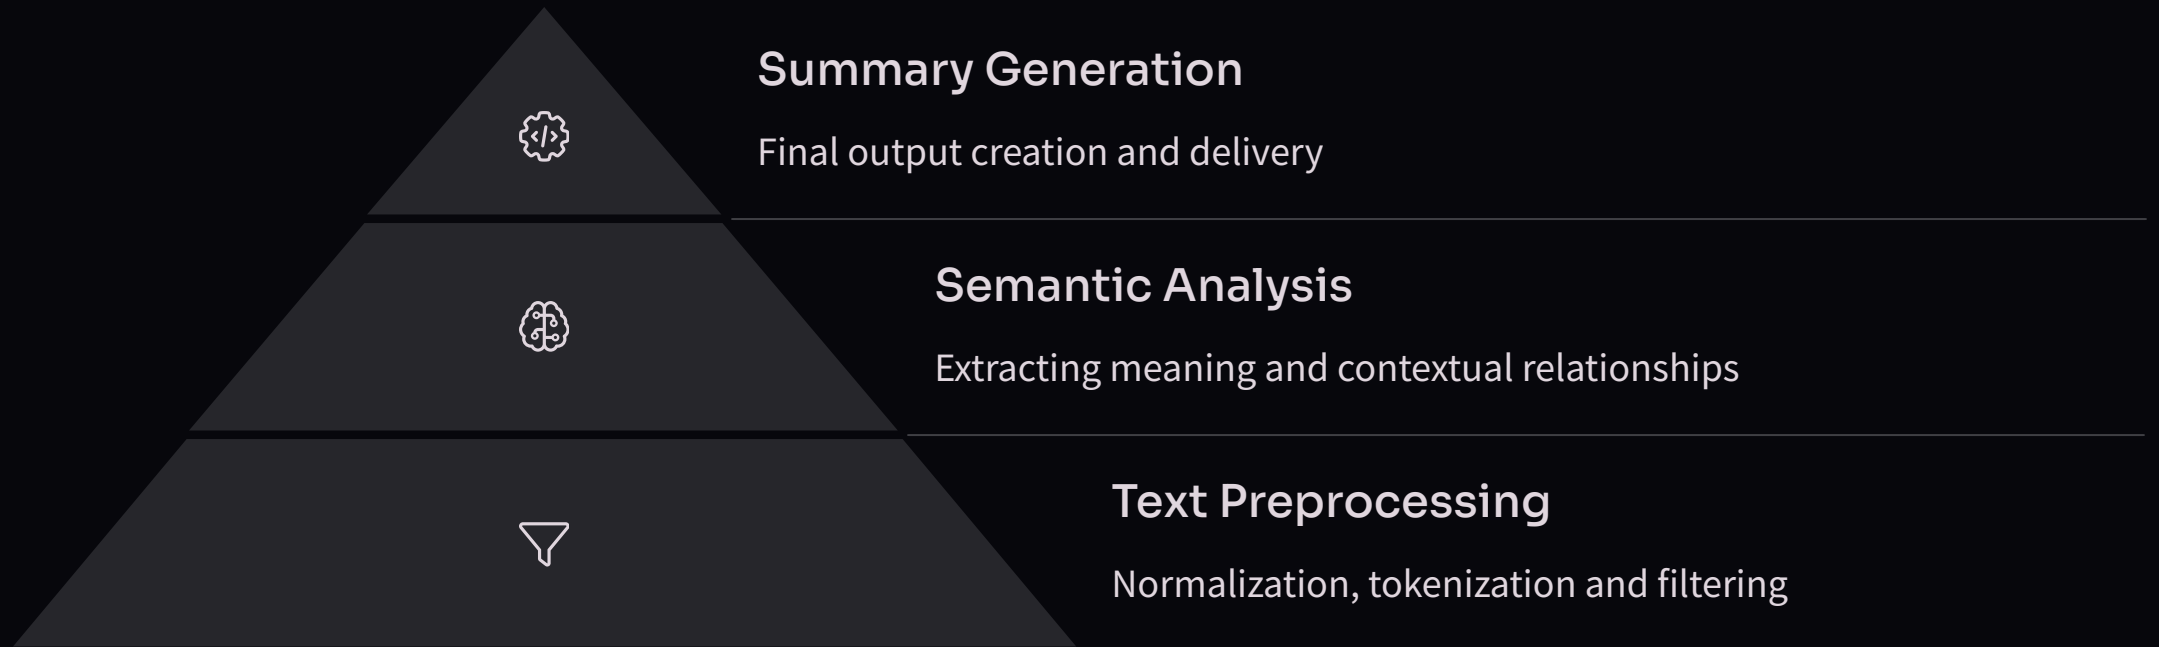 Summary Generation
Final output creation and delivery
Semantic Analysis
Extracting meaning and contextual relationships
Text Preprocessing
Normalization, tokenization and filtering